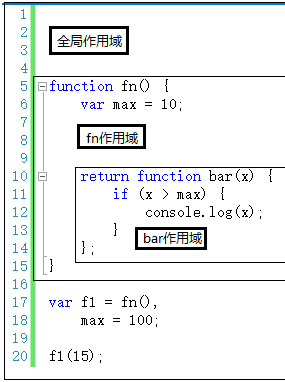 1
2
3 全局作用域
4
5 function fn() {
6 var max = 10;
7
8 fn作用域
9
10 return function bar(x) {
11 if (x > max) {
12 console.log(x);
13 } bar作用域
14 };
15 }
16
17 var f1 = fn(),
18 max = 100;
19
20 f1(15);